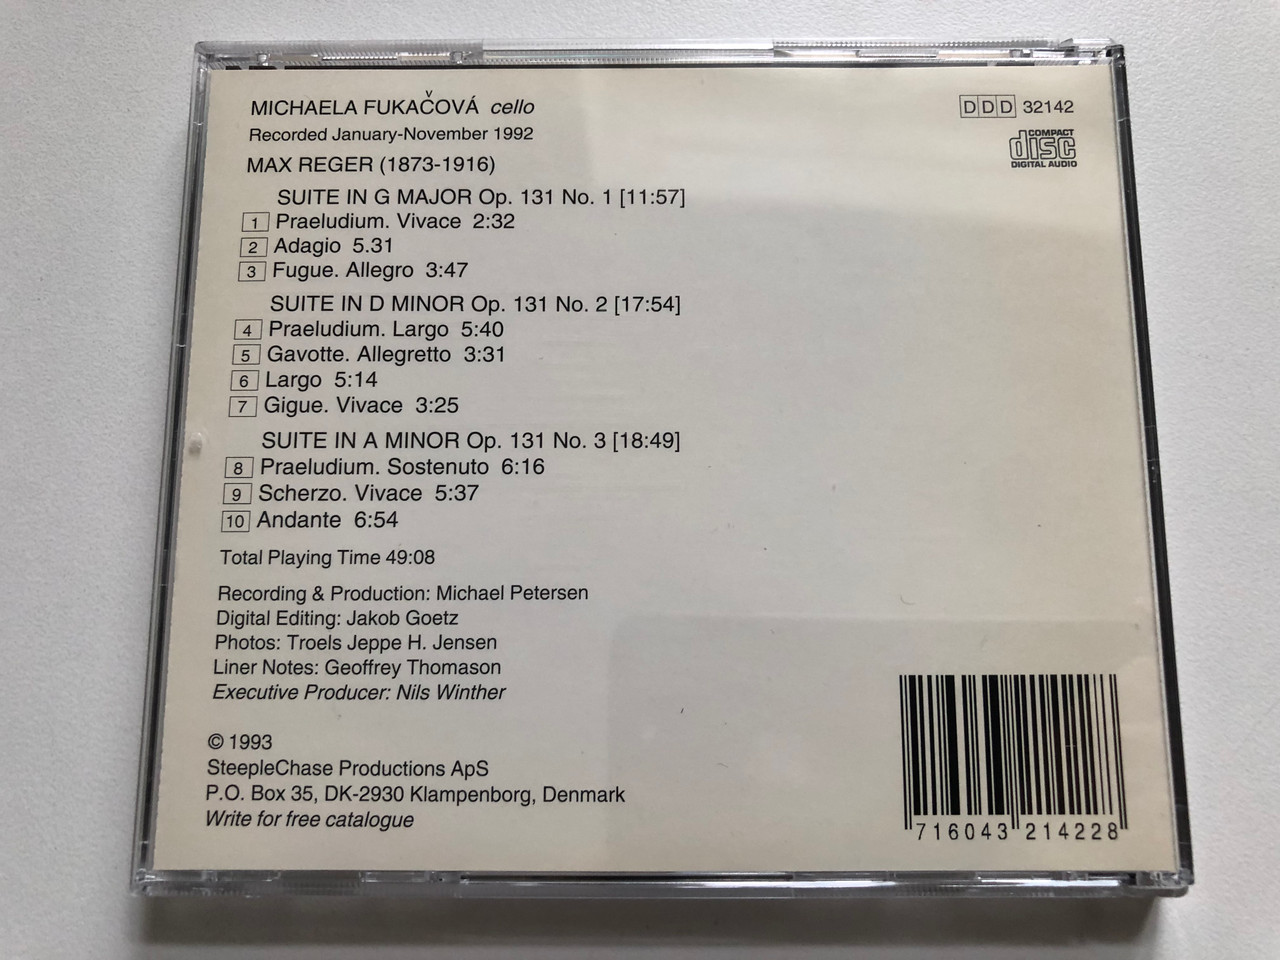 MICHAELA FUKAČOVÁ cello
DDD 32142
Recorded January-November 1992
COMPACT
disc
DIGITAL AUDIO
MAX REGER (1873-1916)
SUITE IN G MAJOR Op. 131 No. 1 [11:57]
1 Praeludium. Vivace 2:32
2 Adagio 5.31
3 Fugue. Allegro 3:47
SUITE IN D MINOR Op. 131 No. 2 [17:54]
4 Praeludium. Largo 5:40
5 Gavotte. Allegretto 3:31
6 Largo 5:14
7 Gigue. Vivace 3:25
SUITE IN A MINOR Op. 131 No. 3 [18:49]
8 Praeludium. Sostenuto 6:16
9 Scherzo. Vivace 5:37
10 Andante 6:54
Total Playing Time 49:08
Recording & Production: Michael Petersen
Digital Editing: Jakob Goetz
Photos: Troels Jeppe H. Jensen
Liner Notes: Geoffrey Thomason
Executive Producer: Nils Winther
© 1993
SteepleChase Productions ApS
P.O. Box 35, DK-2930 Klampenborg, Denmark
Write for free catalogue
716043 214228